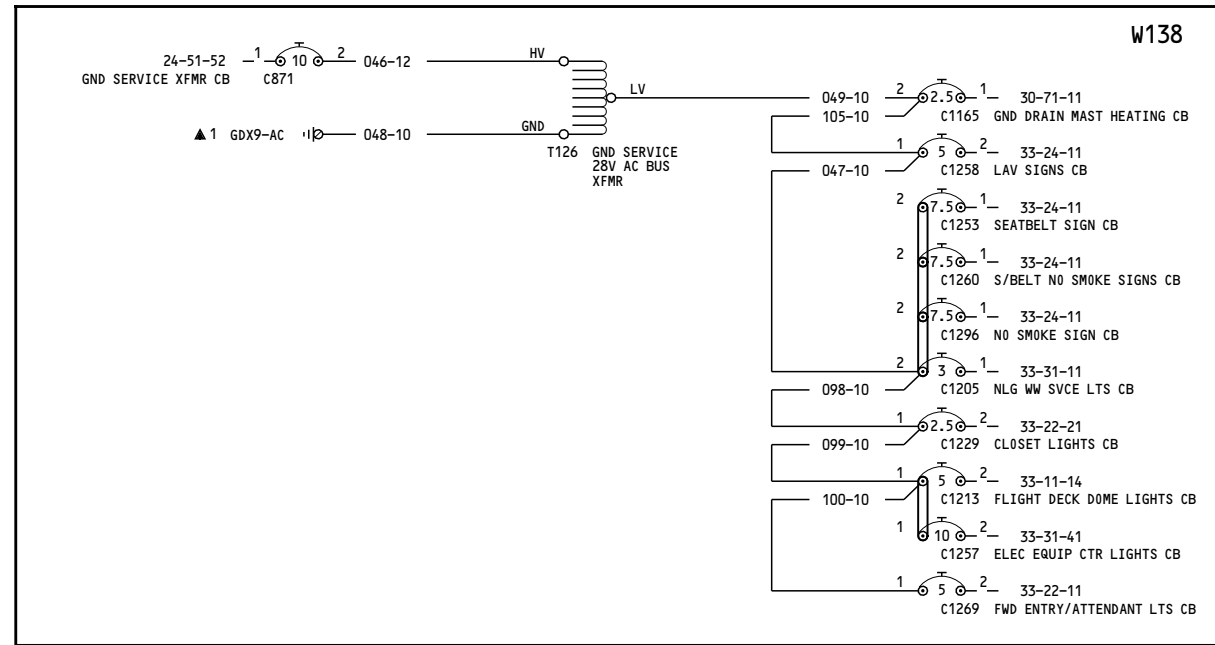 W138
24-51-52 1 10 2 046-12 HV
GND SERVICE XFMR CB C871
LV
▲ 1 GDX9-AC 048-10 GND
T126 GND SERVICE
28V AC BUS
XFMR
049-10 2 2.5 1 30-71-11
105-10 C1165 GND DRAIN MAST HEATING CB
1 5 2 33-24-11
047-10 C1258 LAV SIGNS CB
2 7.5 1 33-24-11
C1253 SEATBELT SIGN CB
2 7.5 1 33-24-11
C1260 S/BELT NO SMOKE SIGNS CB
2 7.5 1 33-24-11
C1296 NO SMOKE SIGN CB
2 3 1 33-31-11
098-10 C1205 NLG WW SVCE LTS CB
1 2.5 2 33-22-21
099-10 C1229 CLOSET LIGHTS CB
1 5 2 33-11-14
100-10 C1213 FLIGHT DECK DOME LIGHTS CB
1 10 2 33-31-41
C1257 ELEC EQUIP CTR LIGHTS CB
1 5 2 33-22-11
C1269 FWD ENTRY/ATTENDANT LTS CB